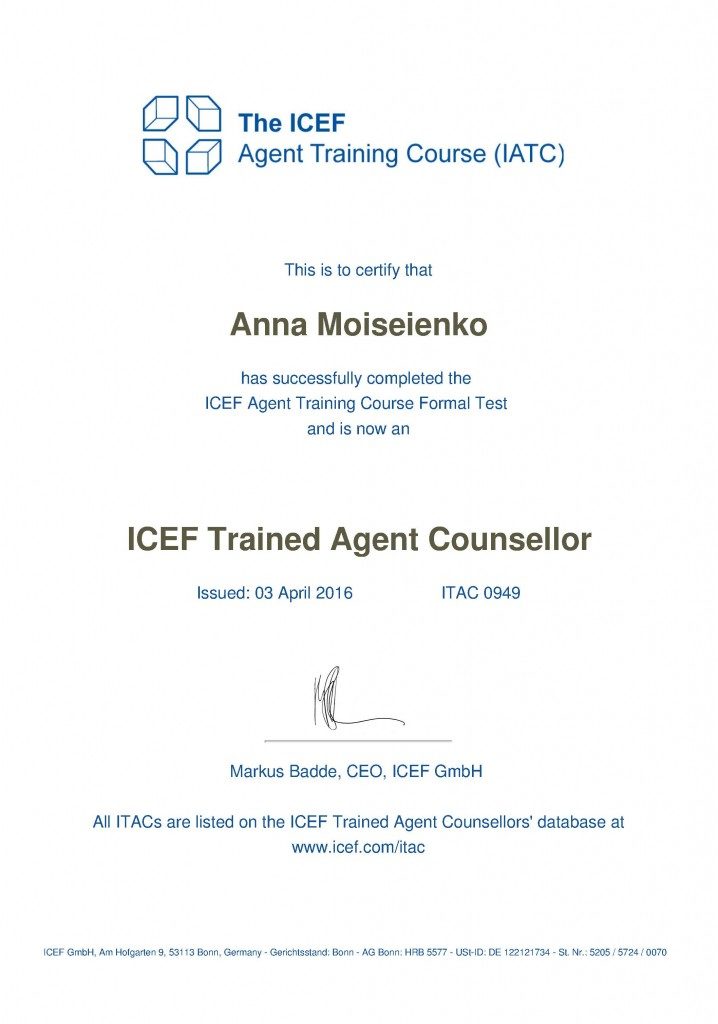 The ICEF
Agent Training Course (IATC)
This is to certify that
Anna Moiseienko
has successfully completed the
ICEF Agent Training Course Formal Test
and is now an
ICEF Trained Agent Counsellor
Issued: 03 April 2016 ITAC 0949
Markus Badde, CEO, ICEF GmbH
All ITACs are listed on the ICEF Trained Agent Counsellors' database at
www.icef.com/itac
ICEF GmbH, Am Hofgarten 9, 53113 Bonn, Germany - Gerichtsstand: Bonn - AG Bonn: HRB 5577 - USt-ID: DE 122121734 - St. Nr.: 5205 / 5724 / 0070